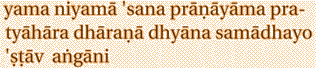 yama niyamā 'sana prāṇāyāma pra-
tyāhāra dhāraṇā dhyāna samādhayo
'ṣṭāv aṅgāni